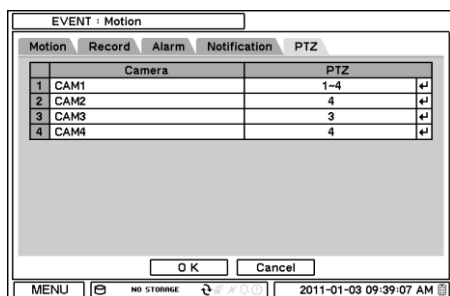 EVENT : Motion
Motion Record Alarm Notification PTZ
Camera PTZ
1 CAM1 1~4
2 CAM2 4
3 CAM3 3
4 CAM4 4
OK Cancel
MENU NO STORAGE 2011-01-03 09:39:07 AM